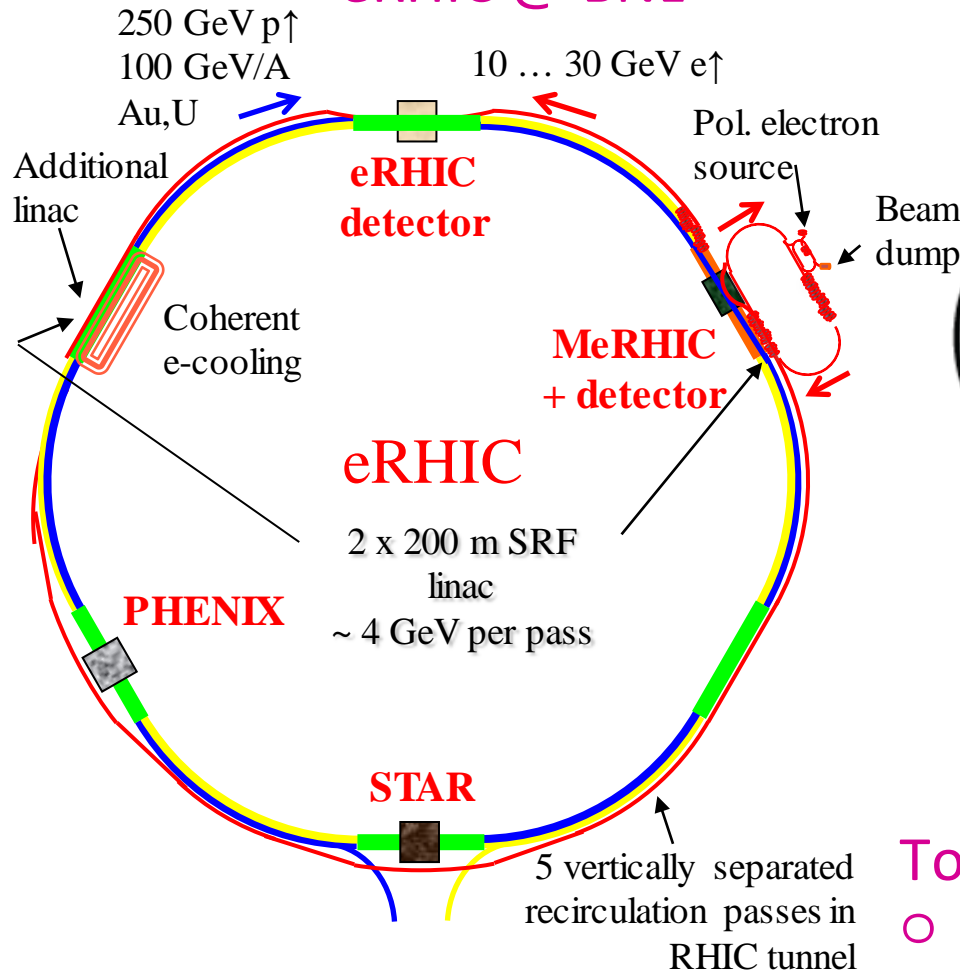 250 GeV p↑
100 GeV/A
Au,U
10 … 30 GeV e↑
Pol. electron
source
Additional
linac
eRHIC
detector
Beam
dump
Coherent
e-cooling
MeRHIC
+ detector
eRHIC
2 x 200 m SRF
linac
~ 4 GeV per pass
PHENIX
STAR
5 vertically separated
recirculation passes in
RHIC tunnel